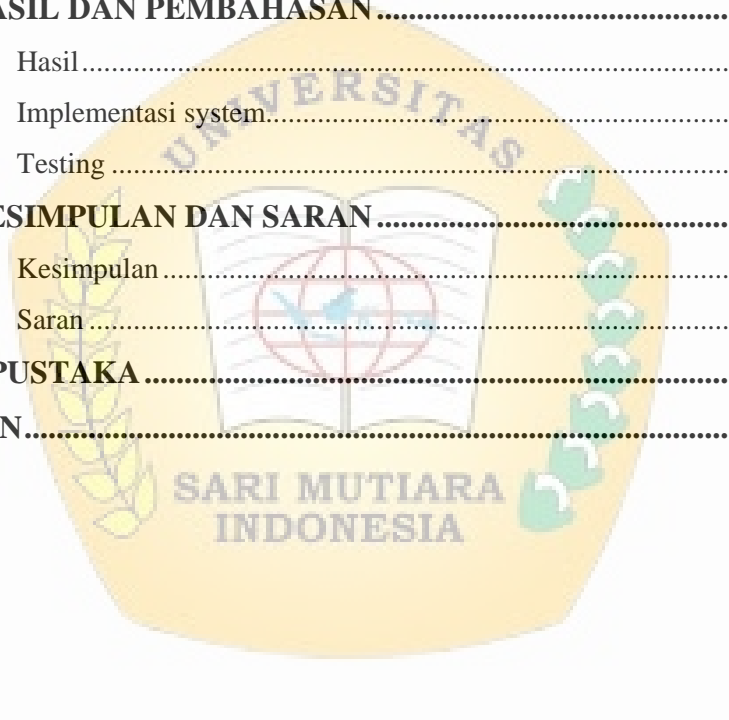 ASIL DAN PEMBAHASAN
Hasil
Implementasi system
Testing
ESIMPULAN DAN SARAN
Kesimpulan
Saran
PUSTAKA
N
UNIVERSITAS
SARI MUTIARA
INDONESIA